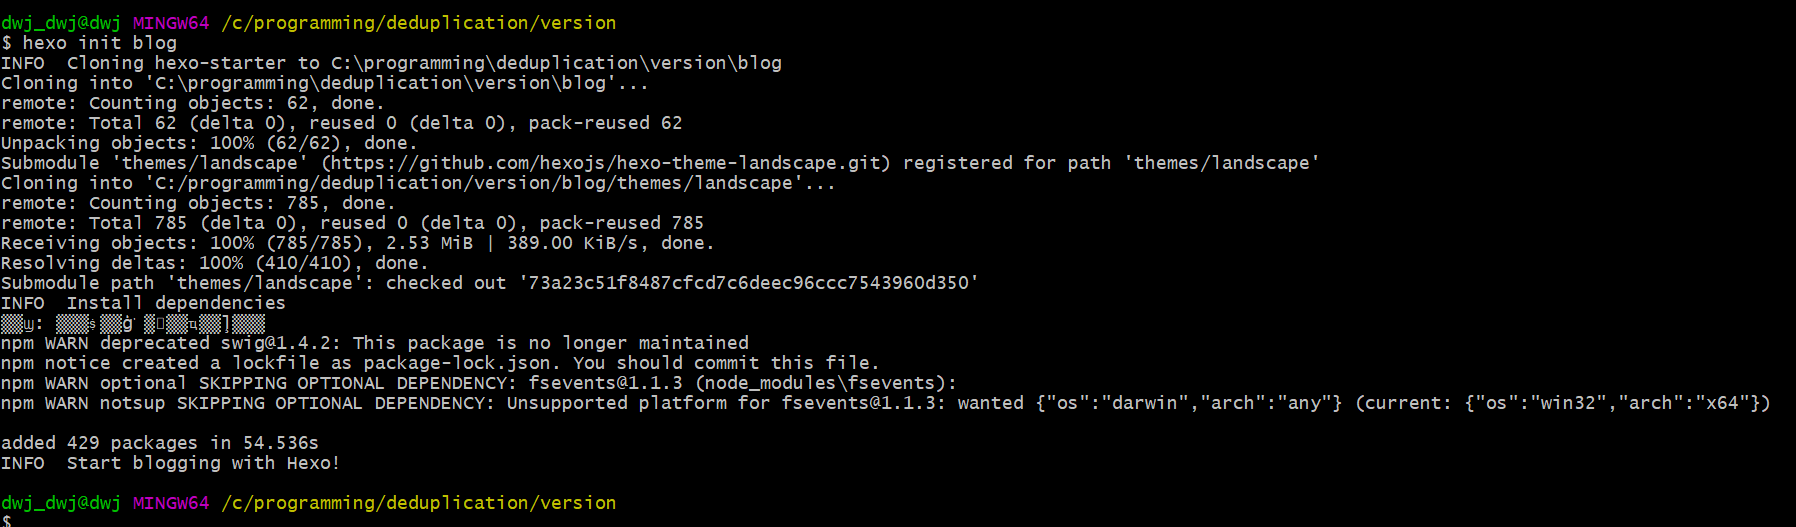 dwj_dwj@dwj MINGW64 /c/programming/deduplication/version
$ hexo init blog
INFO  Cloning hexo-starter to C:\programming\deduplication\version\blog
Cloning into 'C:\programming\deduplication\version\blog'...
remote: Counting objects: 62, done.
remote: Total 62 (delta 0), reused 0 (delta 0), pack-reused 62
Unpacking objects: 100% (62/62), done.
Submodule 'themes/landscape' (https://github.com/hexojs/hexo-theme-landscape.git) registered for path 'themes/landscape'
Cloning into 'C:/programming/deduplication/version/blog/themes/landscape'...
remote: Counting objects: 785, done.
remote: Total 785 (delta 0), reused 0 (delta 0), pack-reused 785
Receiving objects: 100% (785/785), 2.53 MiB | 389.00 KiB/s, done.
Resolving deltas: 100% (410/410), done.
Submodule path 'themes/landscape': checked out '73a23c51f8487cfcd7c6deec96ccc7543960d350'
INFO  Install dependencies
npm WARN deprecated swig@1.4.2: This package is no longer maintained
npm notice created a lockfile as package-lock.json. You should commit this file.
npm WARN optional SKIPPING OPTIONAL DEPENDENCY: fsevents@1.1.3 (node_modules\fsevents):
npm WARN notsup SKIPPING OPTIONAL DEPENDENCY: Unsupported platform for fsevents@1.1.3: wanted {"os":"darwin","arch":"any"} (current: {"os":"win32","arch":"x64"})
added 429 packages in 54.536s
INFO  Start blogging with Hexo!
dwj_dwj@dwj MINGW64 /c/programming/deduplication/version
$